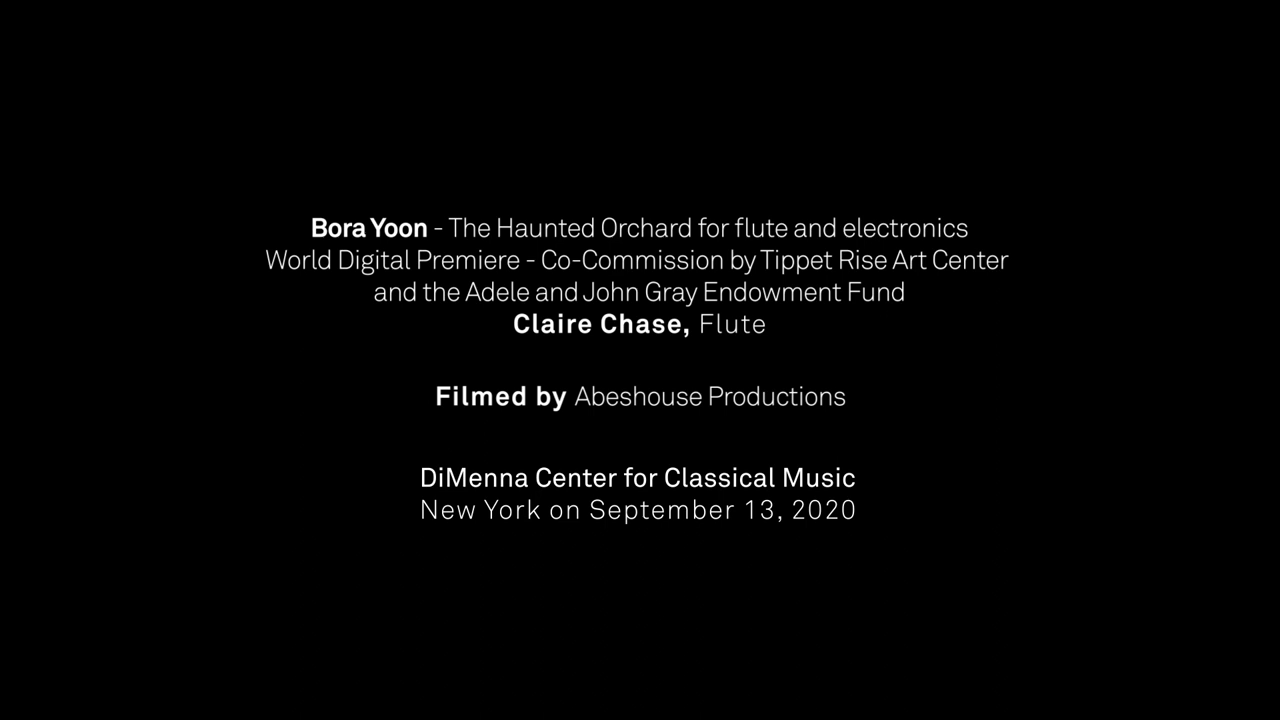 Bora Yoon - The Haunted Orchard for flute and electronics
World Digital Premiere - Co-Commission by Tippet Rise Art Center
and the Adele and John Gray Endowment Fund
Claire Chase, Flute
Filmed by Abeshouse Productions
DiMenna Center for Classical Music
New York on September 13, 2020